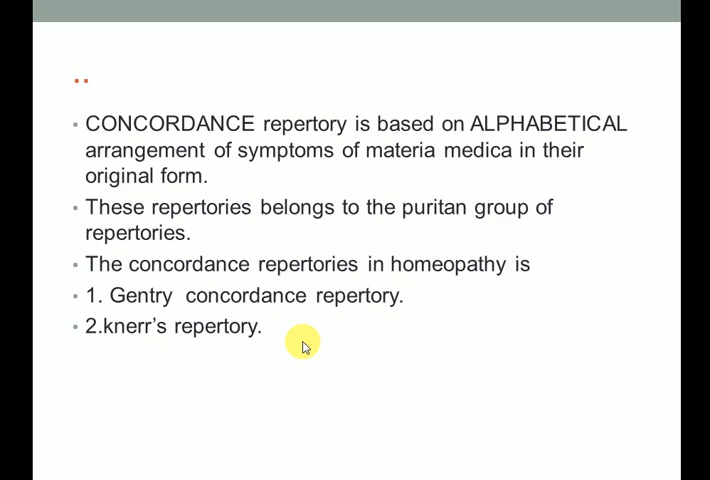 ..
• CONCORDANCE repertory is based on ALPHABETICAL
arrangement of symptoms of materia medica in their
original form.
• These repertories belongs to the puritan group of
repertories.
• The concordance repertories in homeopathy is
• 1. Gentry concordance repertory.
• 2.knerr’s repertory.